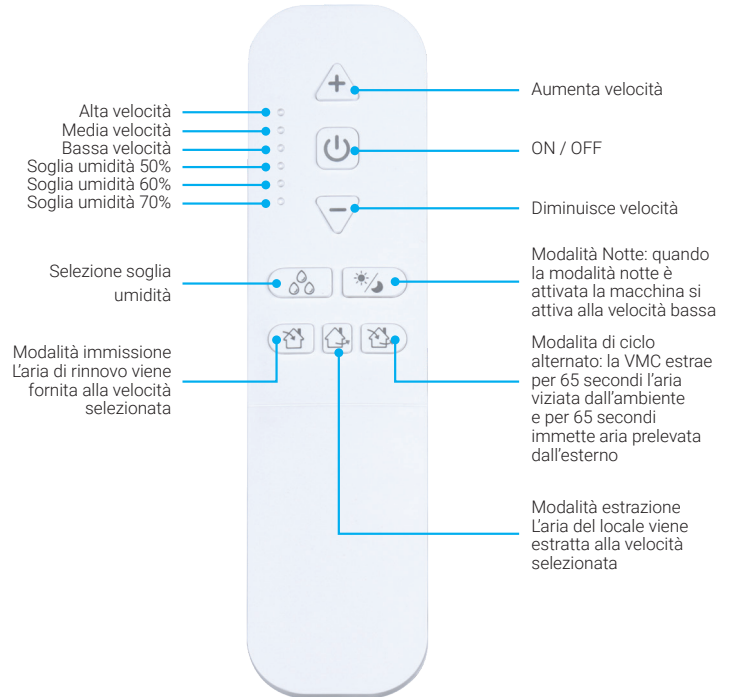 Alta velocità
Media velocità
Bassa velocità
Soglia umidità 50%
Soglia umidità 60%
Soglia umidità 70%
Selezione soglia
umidità
Modalità immissione
L'aria di rinnovo viene
fornita alla velocità
selezionata
Aumenta velocità
ON / OFF
Diminuisce velocità
Modalità Notte: quando
la modalità notte è
attivata la macchina si
attiva alla velocità bassa
Modalita di ciclo
alternato: la VMC estrae
per 65 secondi l'aria
viziata dall'ambiente
e per 65 secondi
immette aria prelevata
dall'esterno
Modalità estrazione
L'aria del locale viene
estratta alla velocità
selezionata